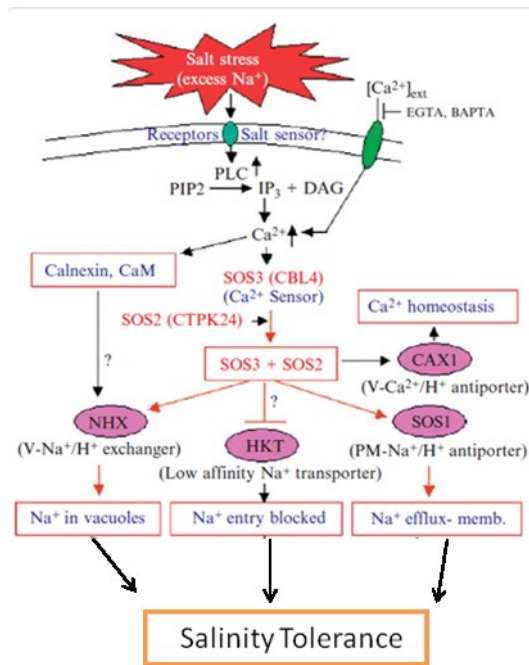 Salt stress
(excess Na⁺)
[Ca²⁺]ext
EGTA, BAPTA
Receptors Salt sensor?
PLC
PIP2 IP₃ + DAG
Ca²⁺
Calnexin, CaM
SOS3 (CBL4)
(Ca²⁺ Sensor)
Ca²⁺ homeostasis
SOS2 (CTPK24)
SOS3 + SOS2
CAX1
(V-Ca²⁺/H⁺ antiporter)
?
?
NHX
(V-Na⁺/H⁺ exchanger)
HKT
(Low affinity Na⁺ transporter)
SOS1
(PM-Na⁺/H⁺ antiporter)
Na⁺ in vacuoles
Na⁺ entry blocked
Na⁺ efflux- memb.
Salinity Tolerance